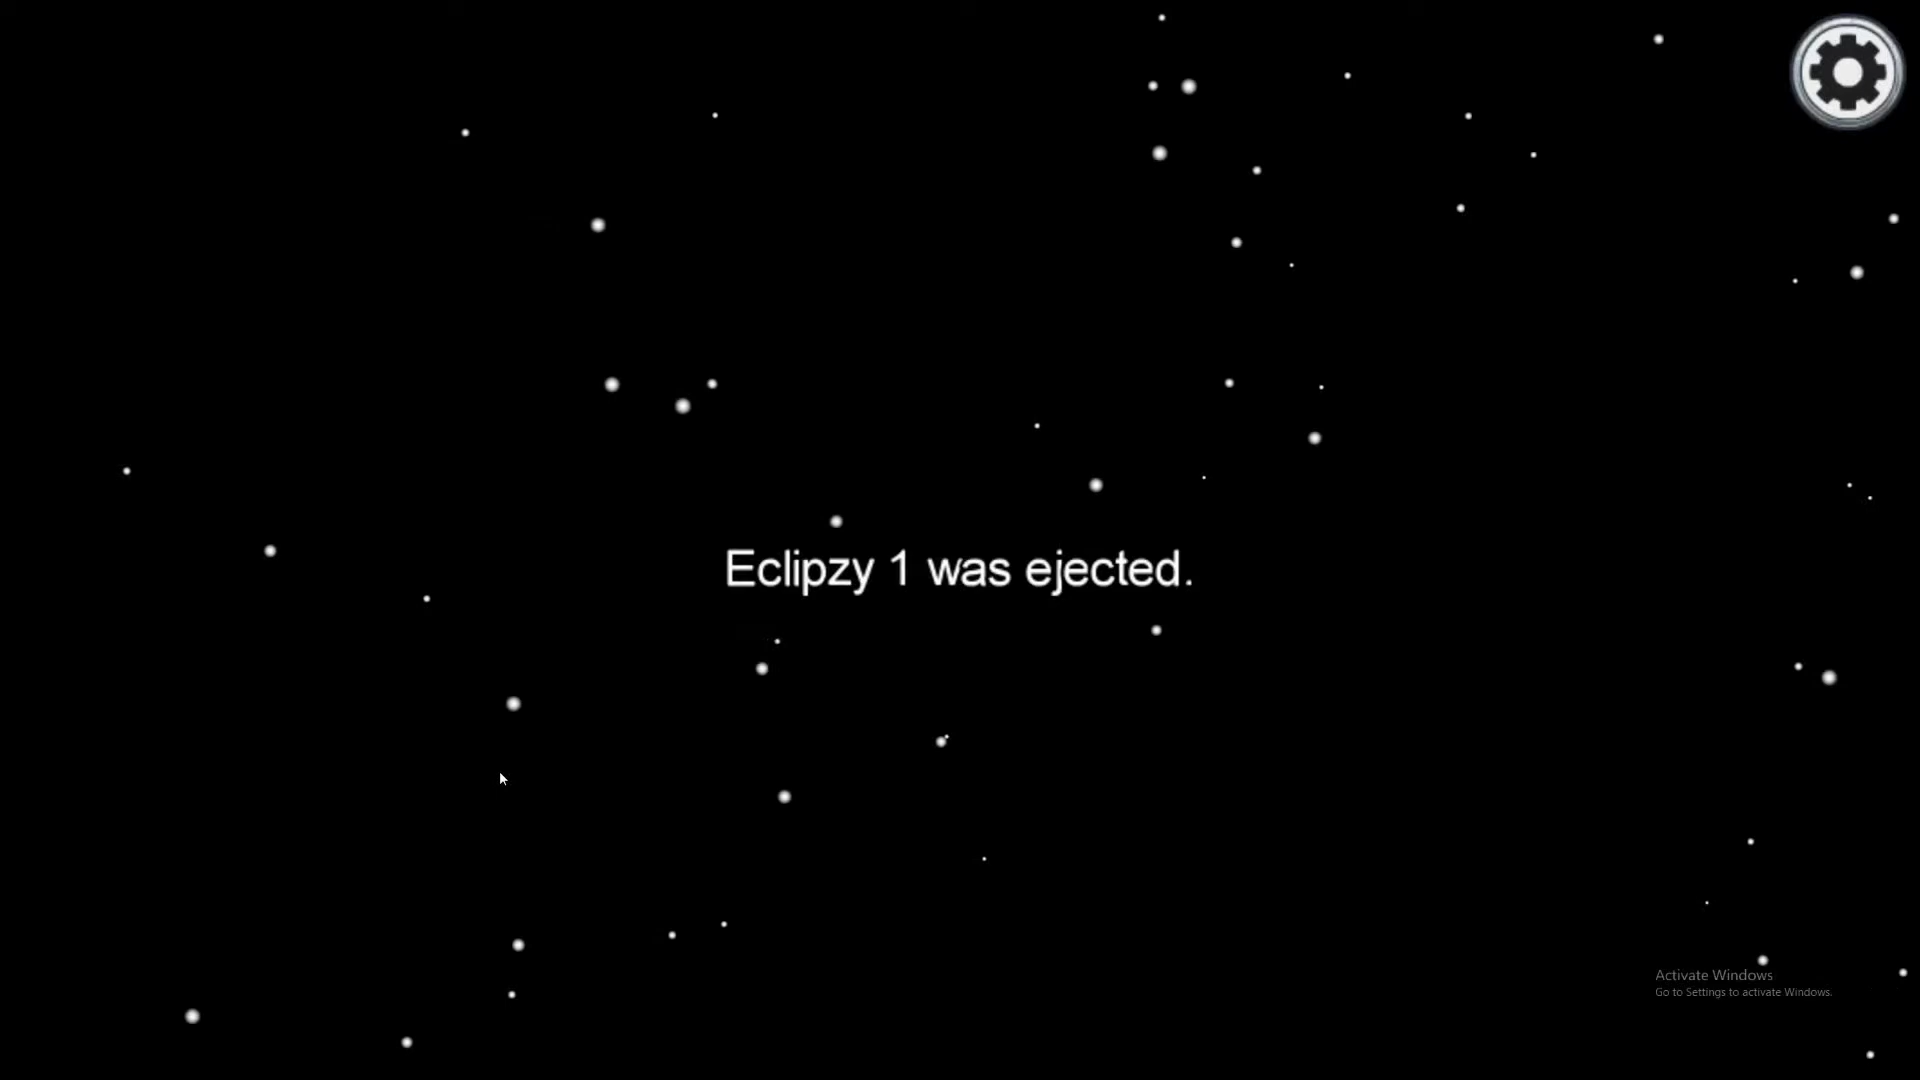 Eclipzy 1 was ejected.
Activate Windows
Go to Settings to activate Windows.